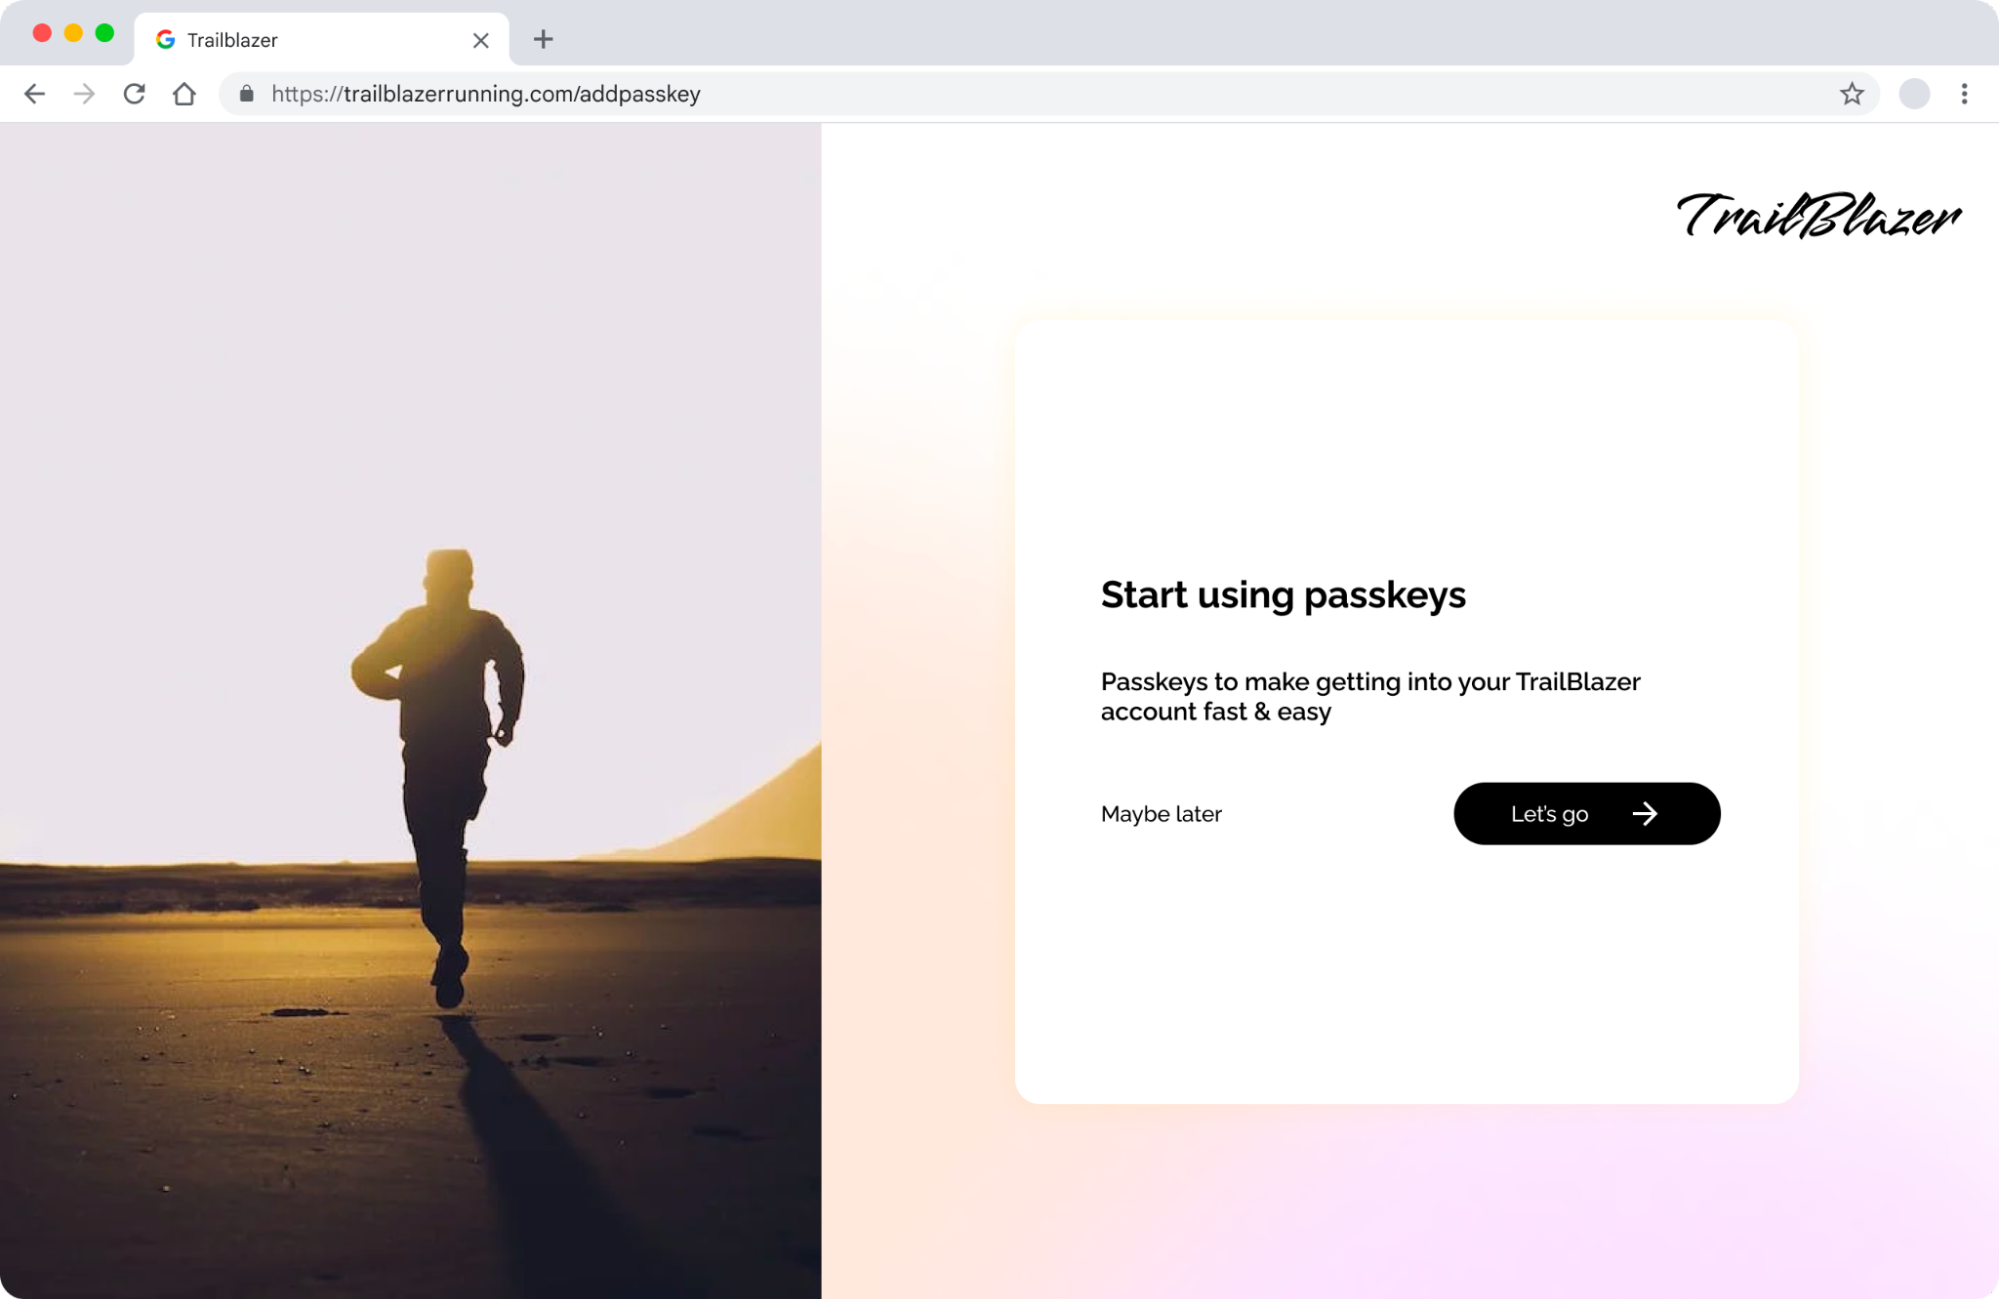 Trailblazer
https://trailblazerrunning.com/addpasskey
TrailBlazer
Start using passkeys
Passkeys to make getting into your TrailBlazer
account fast & easy
Maybe later
Let's go